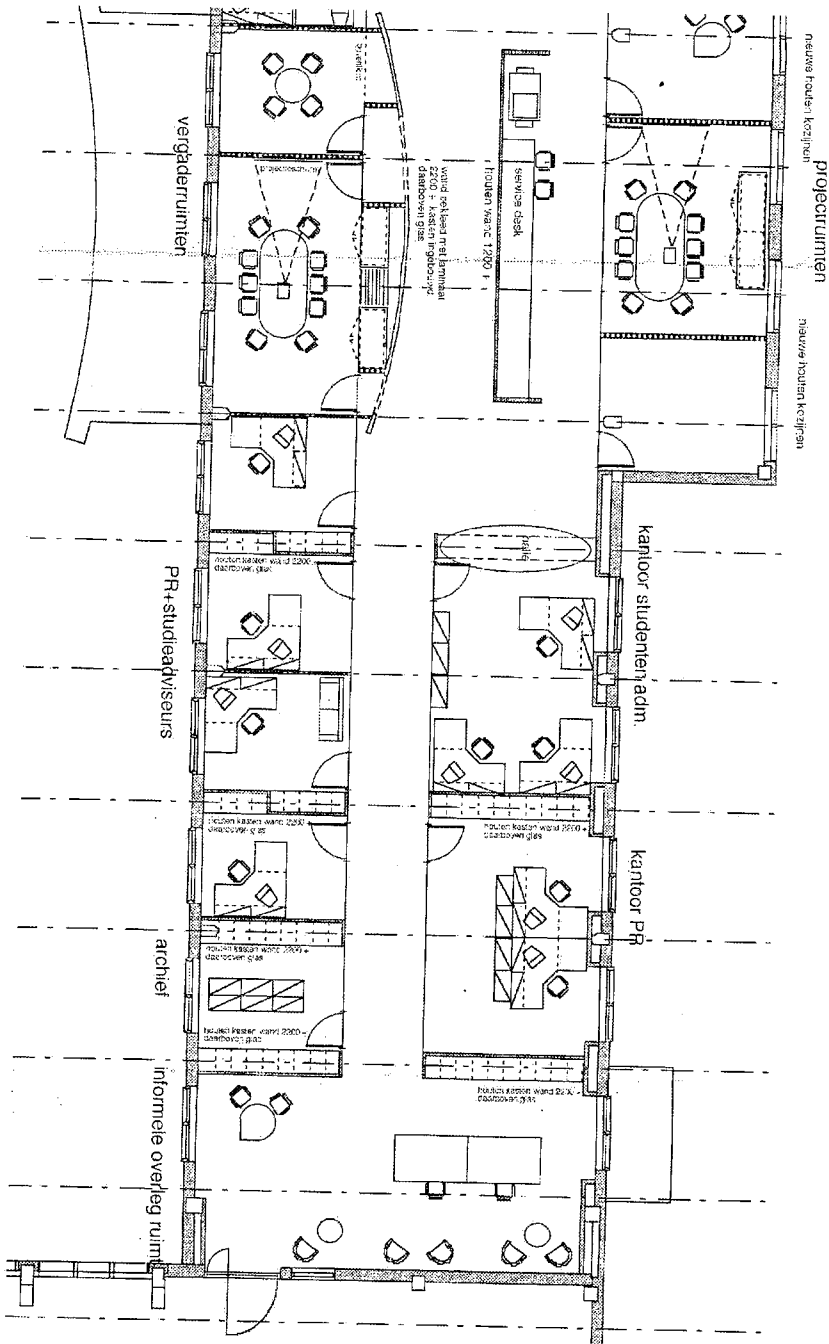 nieuwe houten kozijnen
projectruimten
nieuwe houten kozijnen
service desk
houten wand 1200 +
wand bekleed met laminaat
2200 + kasten ingebouwd
daarboven glas
vergaderruimten
kantoor studenten adm.
houten kasten wand 2200 +
daarboven glas
PR+studieadviseurs
houten kasten wand 2200 +
daarboven glas
houten kasten wand 2200 +
daarboven glas
kantoor PR
houten kasten wand 2200 +
daarboven glas
archief
houten kasten wand 2200 +
daarboven glas
houten kasten wand 2200 +
daarboven glas
informele overleg ruimt